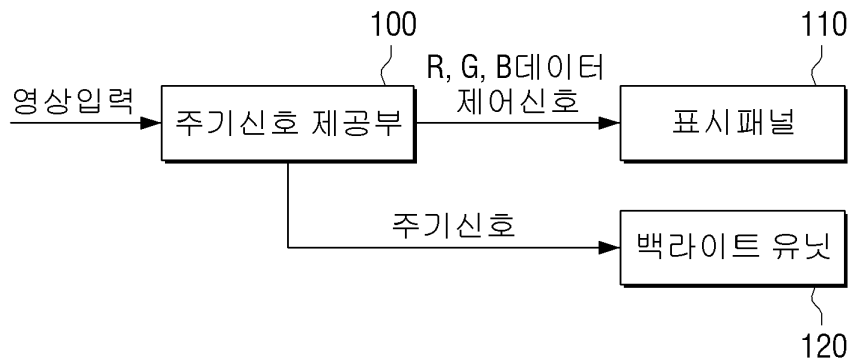 100
110
영상입력
주기신호 제공부
R, G, B데이터
제어신호
표시패널
주기신호
백라이트 유닛
120